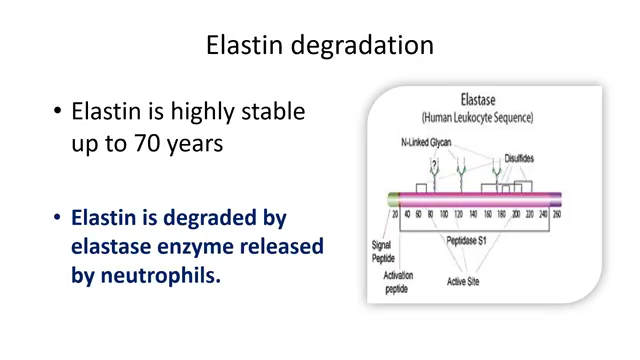 Elastin degradation
• Elastin is highly stable
up to 70 years
• Elastin is degraded by
elastase enzyme released
by neutrophils.
Elastase
(Human Leukocyte Sequence)
N-Linked Glycan
Disulfides
?
20 40 60 80 100 120 140 160 180 200 220 240 260
Signal
Peptide
Peptidase S1
Activation
peptide
Active Site